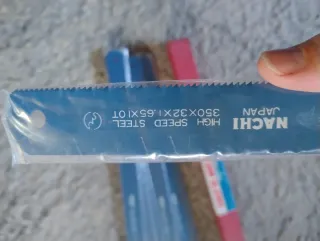 NACHI
JAPAN
HIGH SPEED STEEL
350X32X1.65X10T